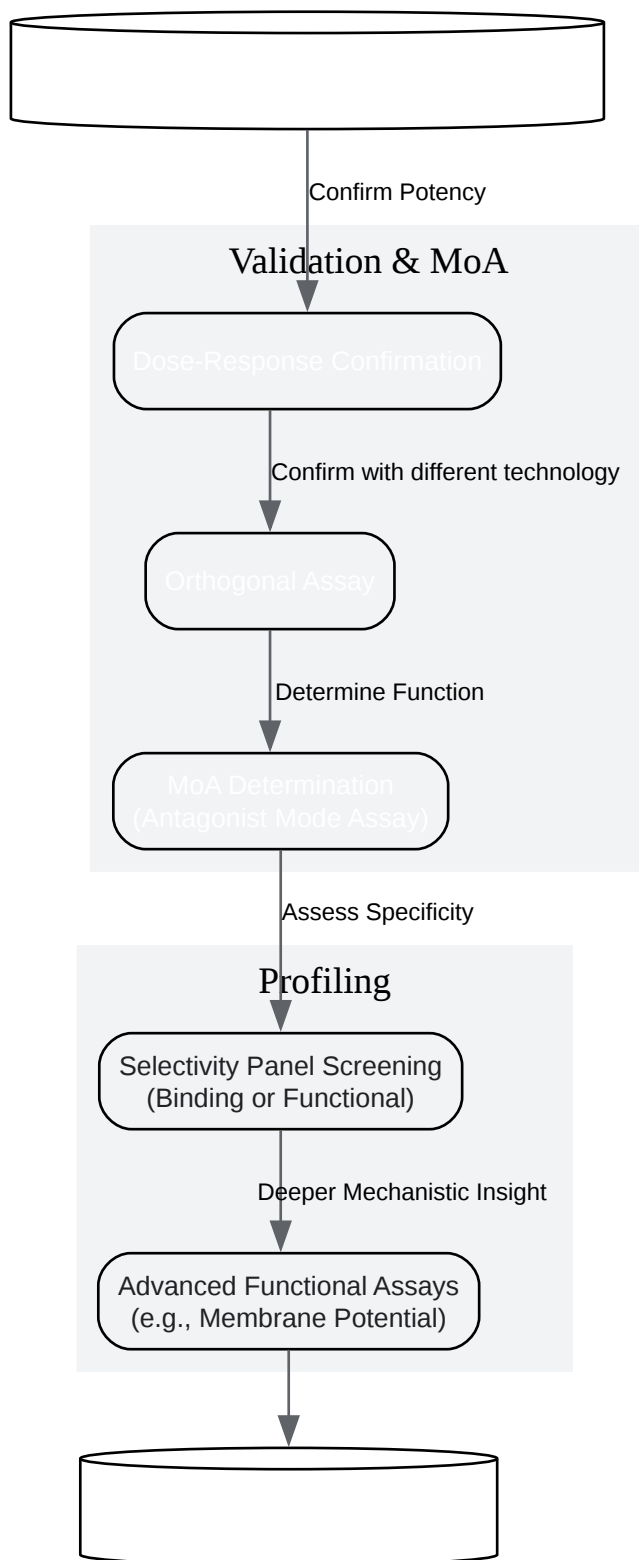 Confirm Potency
Validation & MoA
Dose-Response Confirmation
Confirm with different technology
Orthogonal Assay
Determine Function
MoA Determination
(Antagonist Mode Assay)
Assess Specificity
Profiling
Selectivity Panel Screening
(Binding or Functional)
Deeper Mechanistic Insight
Advanced Functional Assays
(e.g., Membrane Potential)